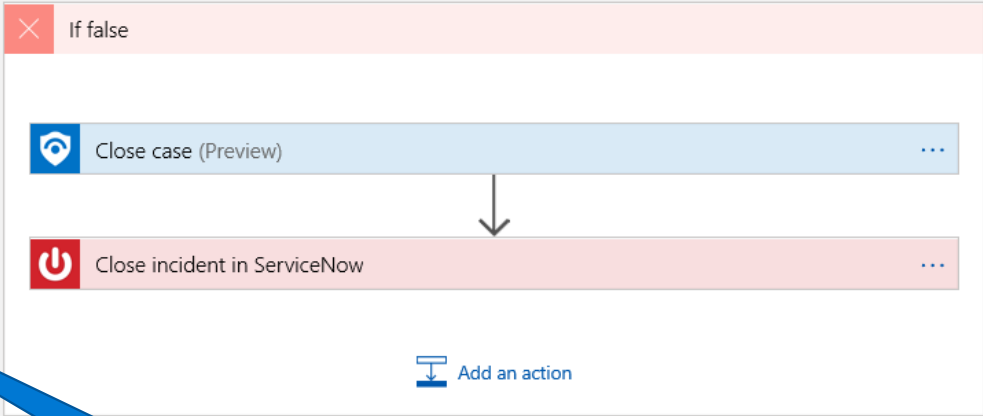 If false
Close case (Preview)
Close incident in ServiceNow
Add an action